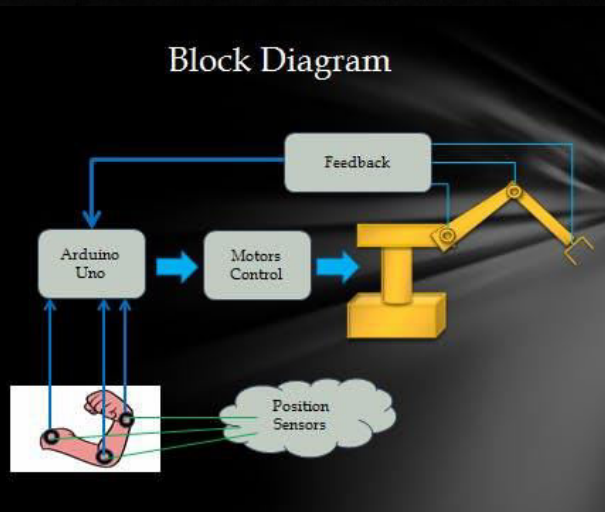 Block Diagram
Feedback
Arduino
Uno
Motors
Control
Position
Sensors